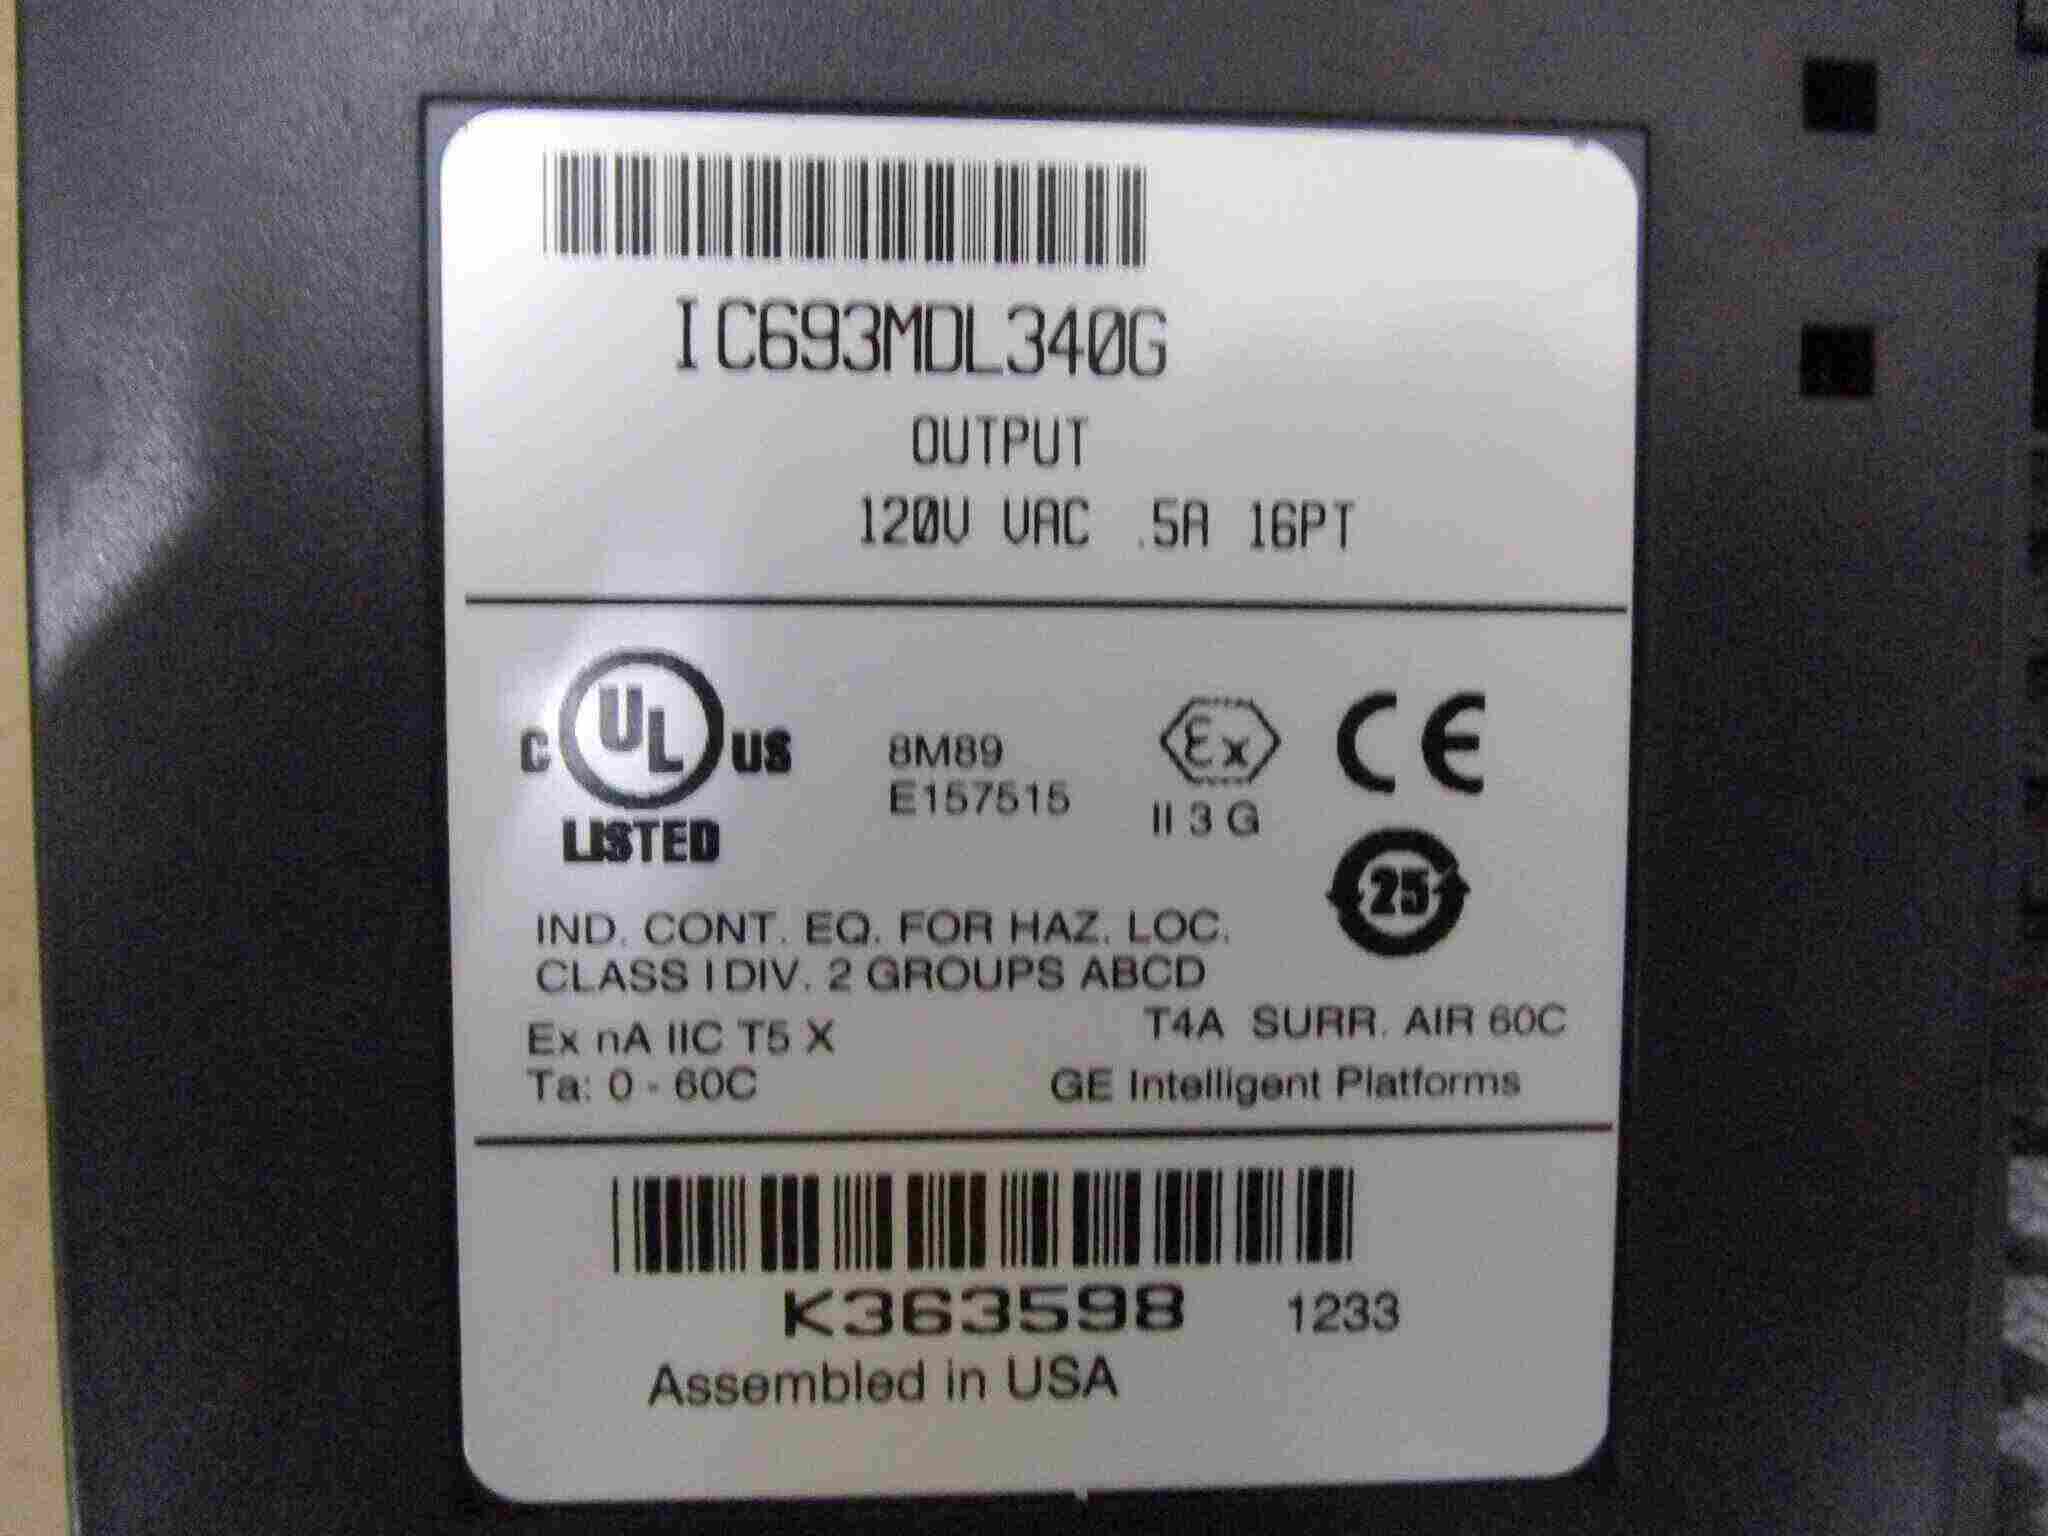 IC693MDL340G
OUTPUT
120V VAC .5A 16PT
C UL US
LISTED
8M89
E157515
Ex
II 3 G
CE
25
IND. CONT. EQ. FOR HAZ. LOC.
CLASS I DIV. 2 GROUPS ABCD
Ex nA IIC T5 X
T4A SURR. AIR 60C
Ta: 0 - 60C
GE Intelligent Platforms
K363598 1233
Assembled in USA